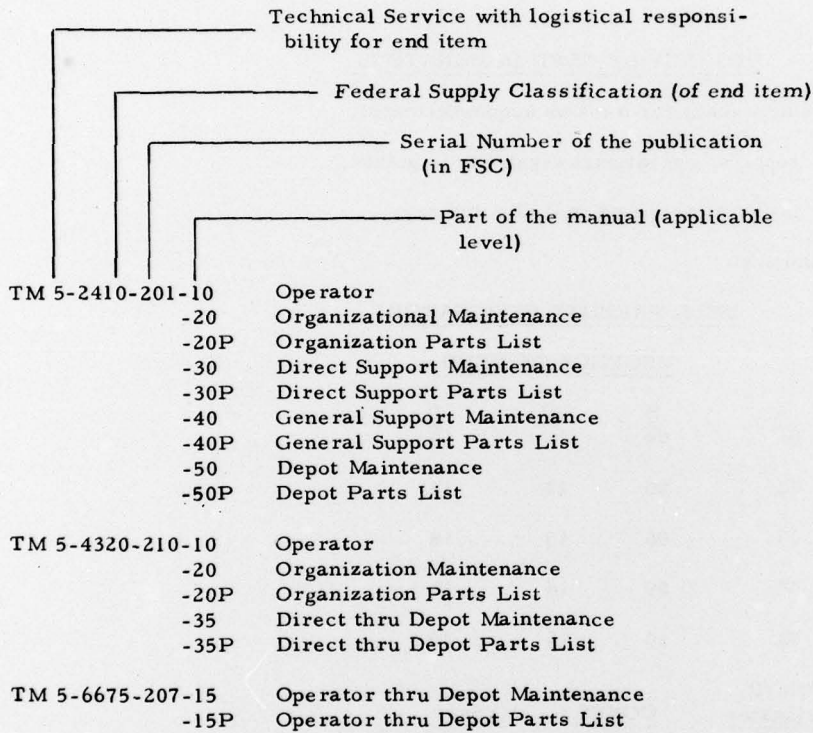 Technical Service with logistical responsi-
bility for end item
Federal Supply Classification (of end item)
Serial Number of the publication
(in FSC)
Part of the manual (applicable
level)
TM 5-2410-201-10 Operator
-20 Organizational Maintenance
-20P Organization Parts List
-30 Direct Support Maintenance
-30P Direct Support Parts List
-40 General Support Maintenance
-40P General Support Parts List
-50 Depot Maintenance
-50P Depot Parts List
TM 5-4320-210-10 Operator
-20 Organization Maintenance
-20P Organization Parts List
-35 Direct thru Depot Maintenance
-35P Direct thru Depot Parts List
TM 5-6675-207-15 Operator thru Depot Maintenance
-15P Operator thru Depot Parts List